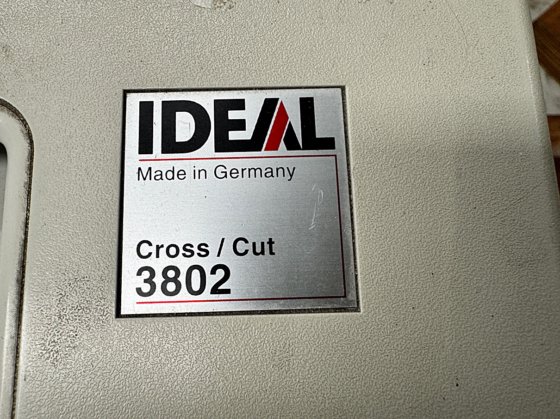 IDEAL
Made in Germany
Cross / Cut
3802